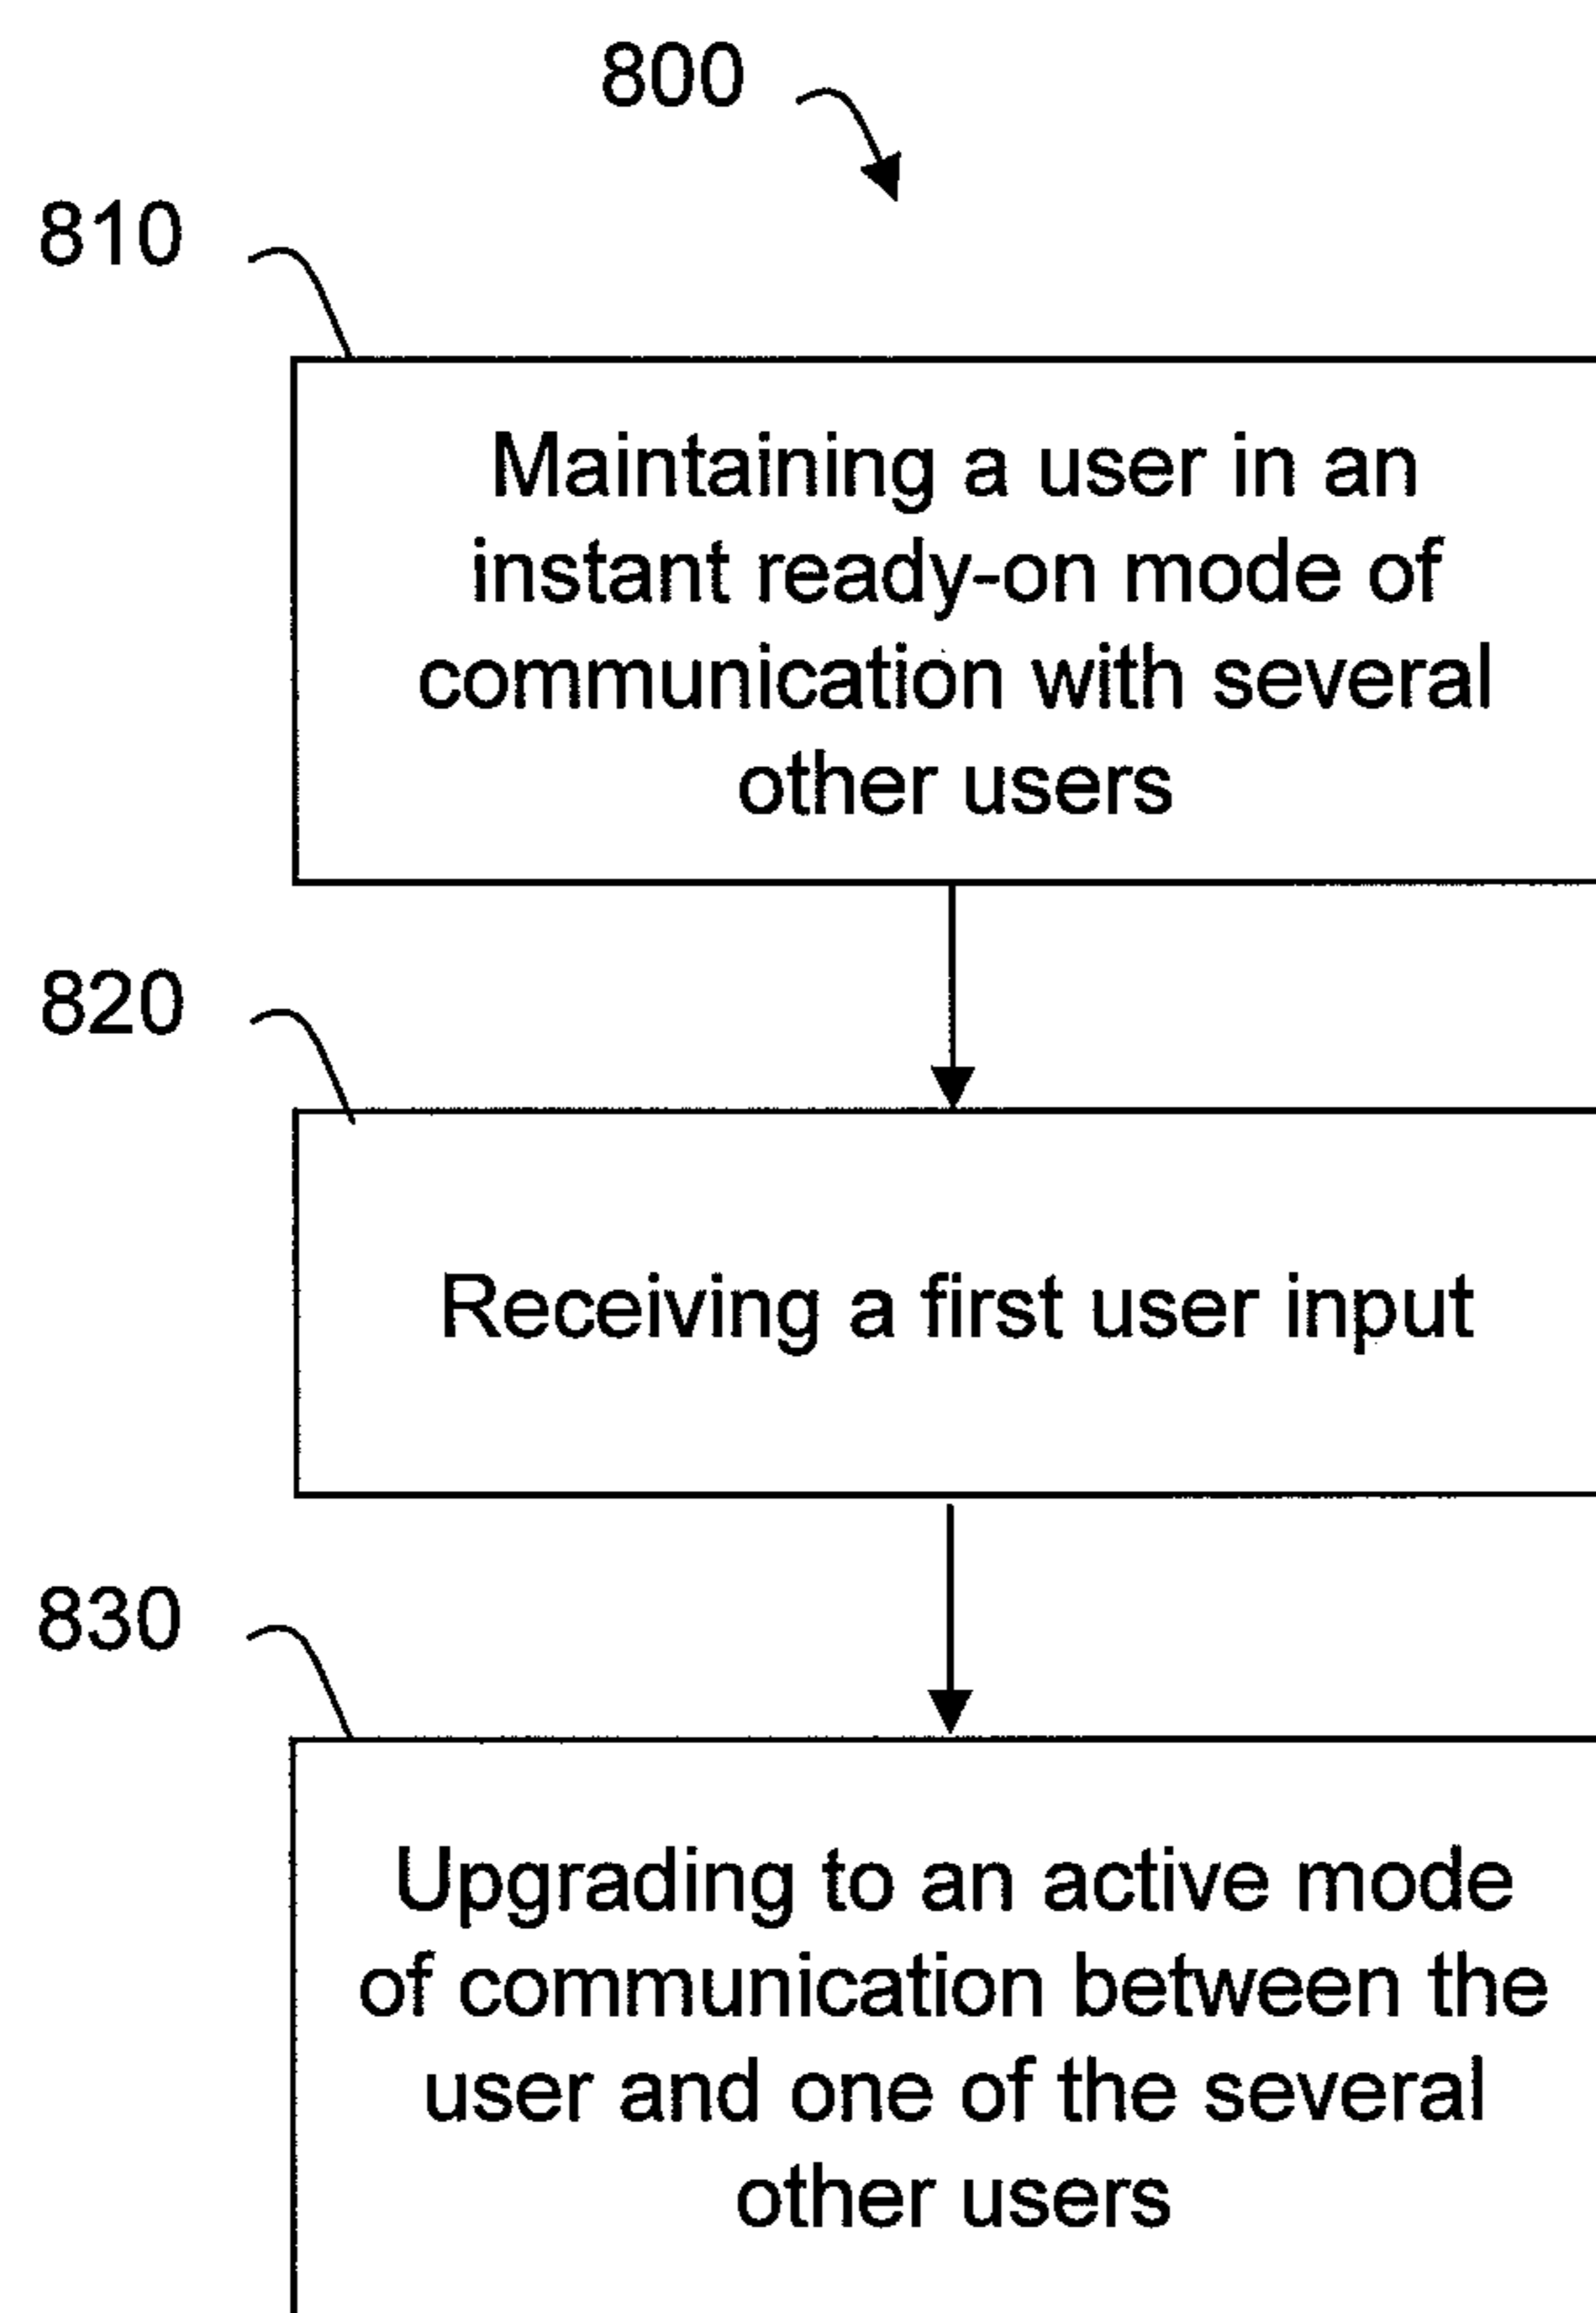 800
810
Maintaining a user in an
instant ready-on mode of
communication with several
other users
820
Receiving a first user input
830
Upgrading to an active mode
of communication between the
user and one of the several
other users